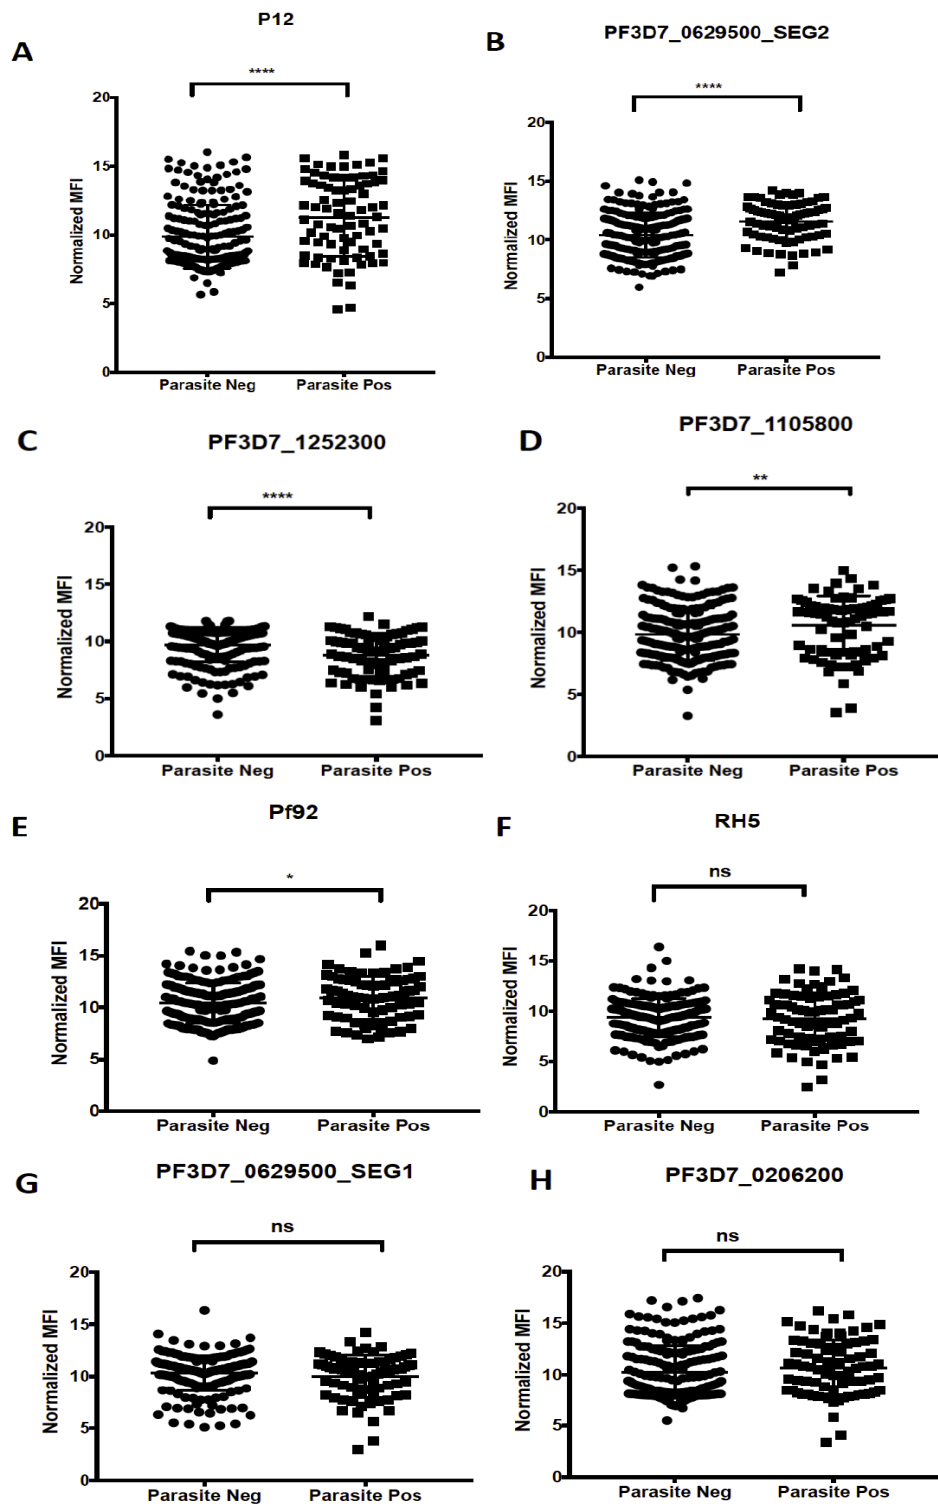 P12
A
****
20
15
10
5
0
Normalized MFI
Parasite Neg Parasite Pos
PF3D7_0629500_SEG2
B
****
20
15
10
5
0
Normalized MFI
Parasite Neg Parasite Pos
C
PF3D7_1252300
****
20
15
10
5
0
Normalized MFI
Parasite Neg Parasite Pos
D
PF3D7_1105800
**
20
15
10
5
0
Normalized MFI
Parasite Neg Parasite Pos
E
Pf92
*
20
15
10
5
0
Normalized MFI
Parasite Neg Parasite Pos
F
RH5
ns
20
15
10
5
0
Normalized MFI
Parasite Neg Parasite Pos
G
PF3D7_0629500_SEG1
ns
20
15
10
5
0
Normalized MFI
Parasite Neg Parasite Pos
H
PF3D7_0206200
ns
20
15
10
5
0
Normalized MFI
Parasite Neg Parasite Pos